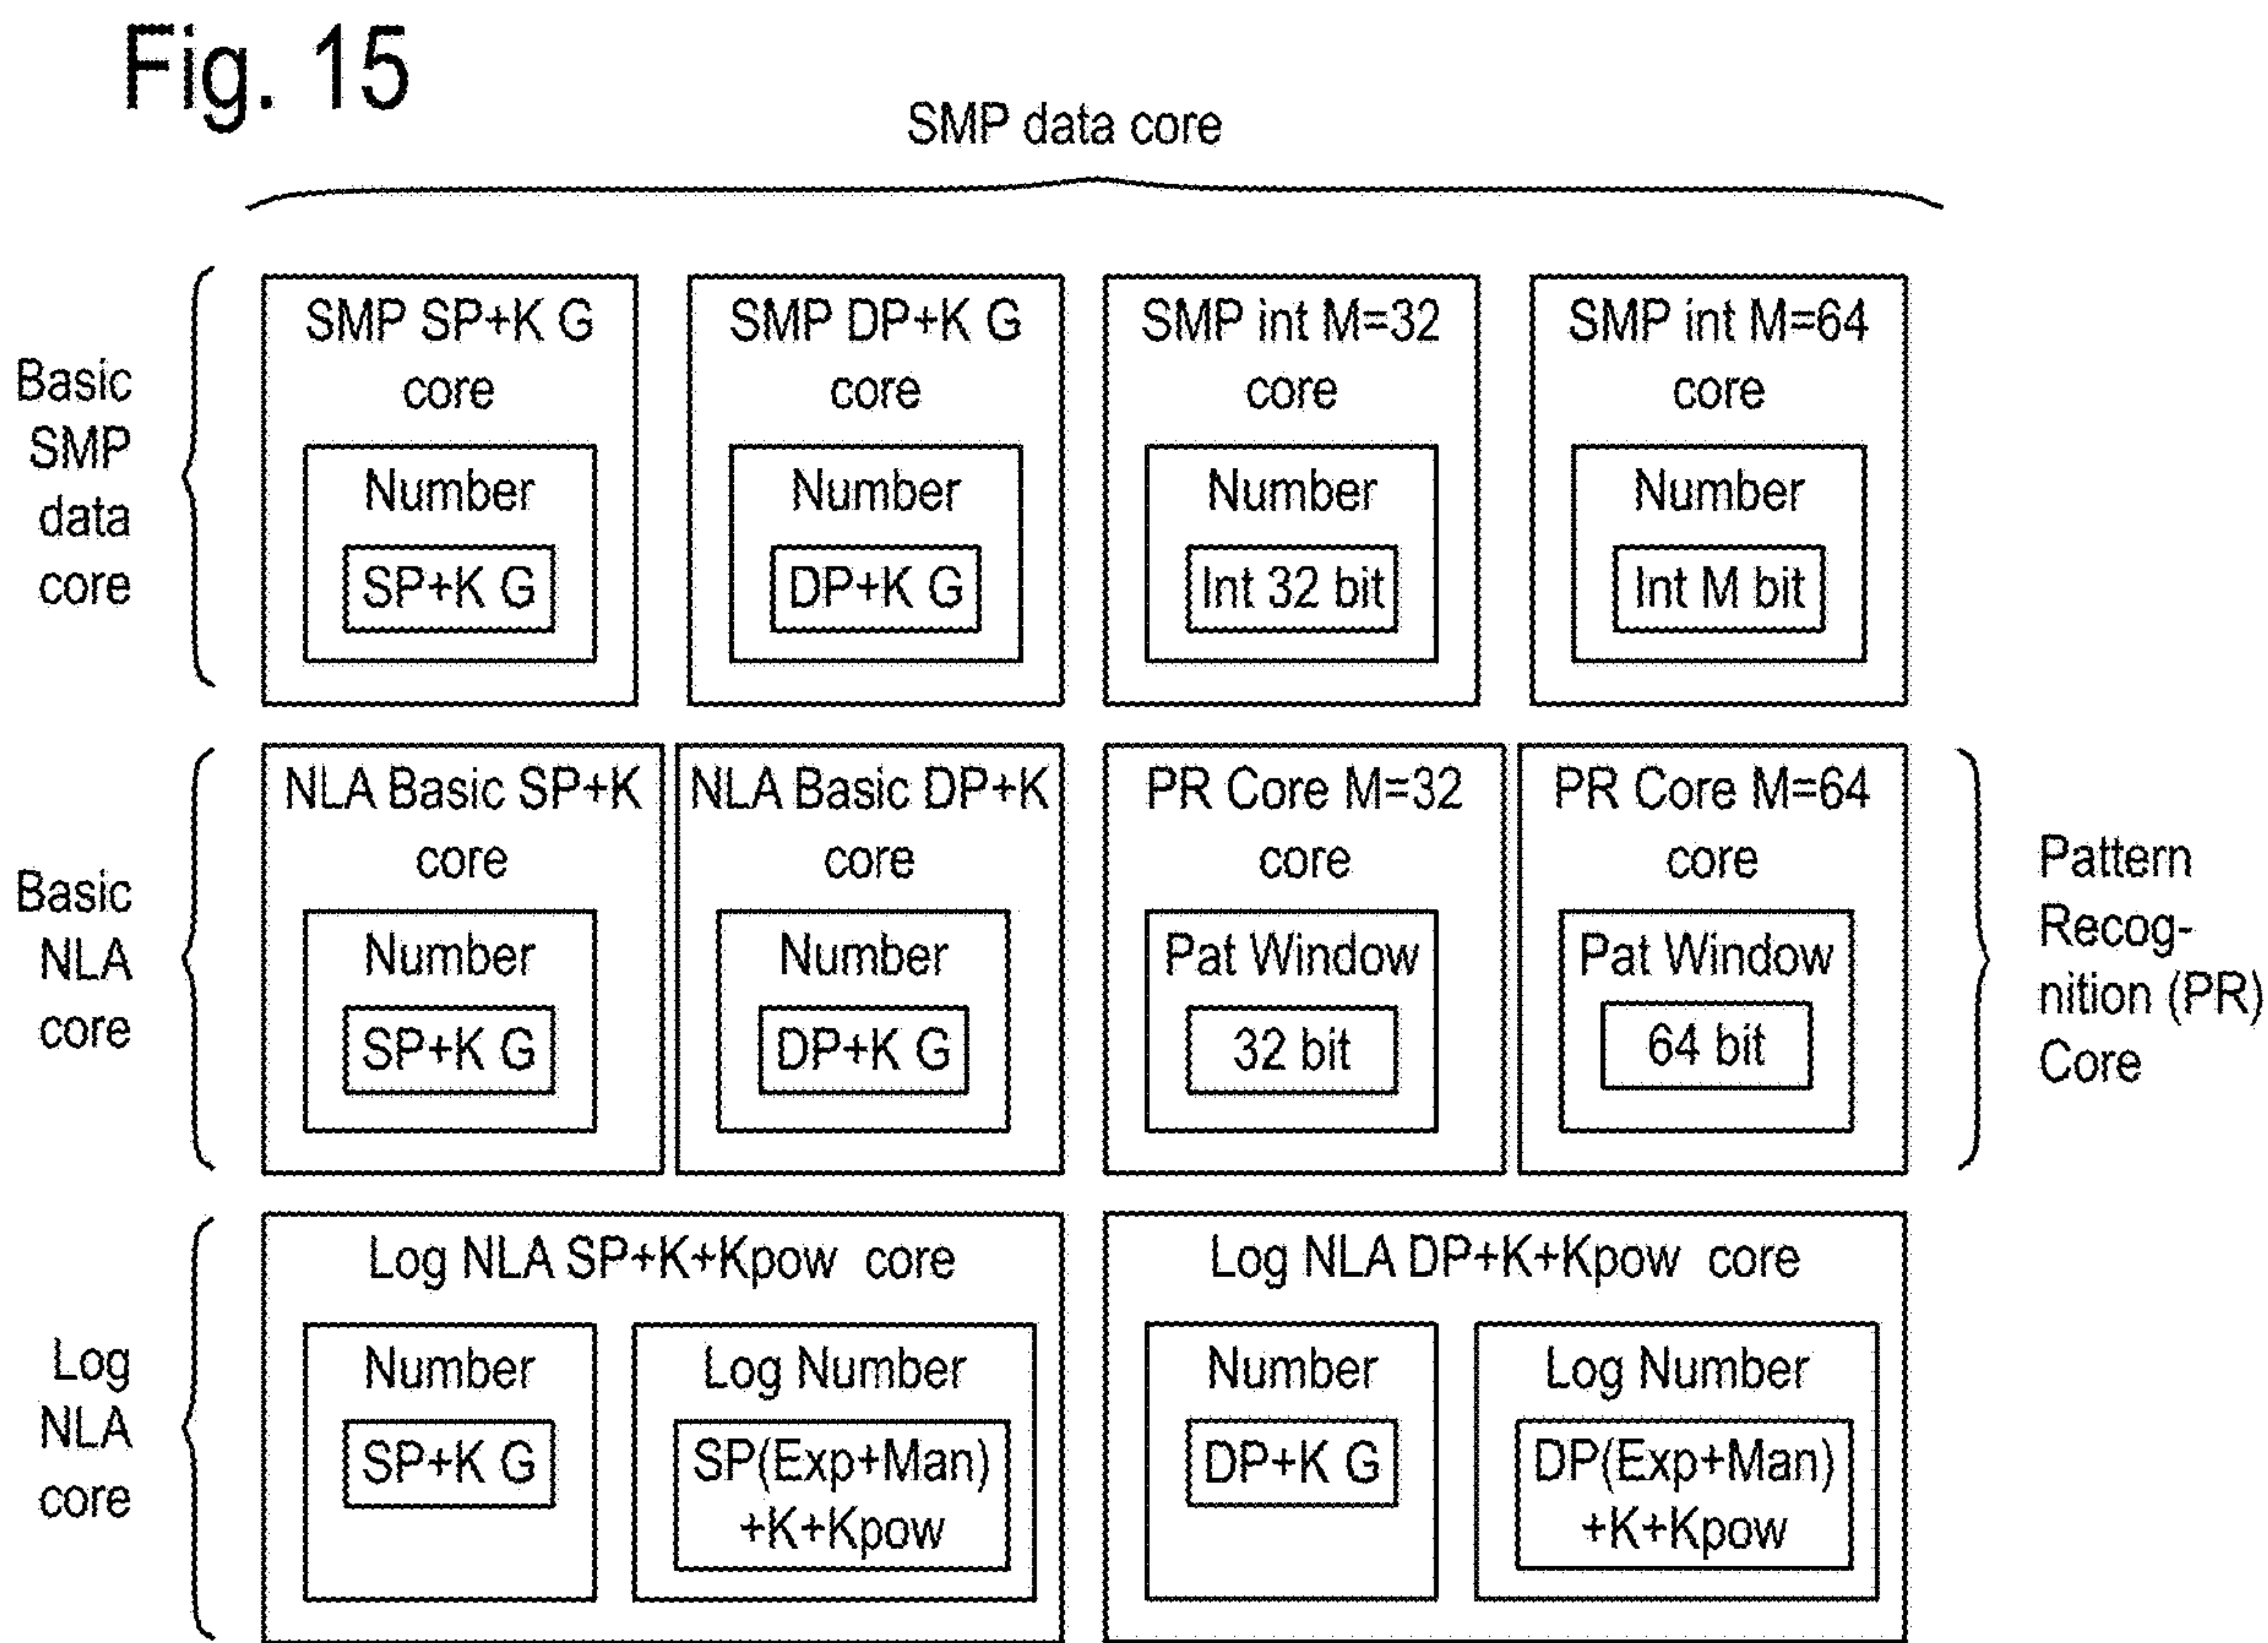 Fig. 15
SMP data core
Basic
SMP
data
core
SMP SP+K G
core
Number
SP+K G
SMP DP+K G
core
Number
DP+K G
SMP int M=32
core
Number
Int 32 bit
SMP int M=64
core
Number
Int M bit
Basic
NLA
core
NLA Basic SP+K
core
Number
SP+K G
NLA Basic DP+K
core
Number
DP+K G
PR Core M=32
core
Pat Window
32 bit
PR Core M=64
core
Pat Window
64 bit
Pattern
Recog-
nition (PR)
Core
Log
NLA
core
Log NLA SP+K+Kpow core
Number
SP+K G
Log Number
SP(Exp+Man)
+K+Kpow
Log NLA DP+K+Kpow core
Number
DP+K G
Log Number
DP(Exp+Man)
+K+Kpow